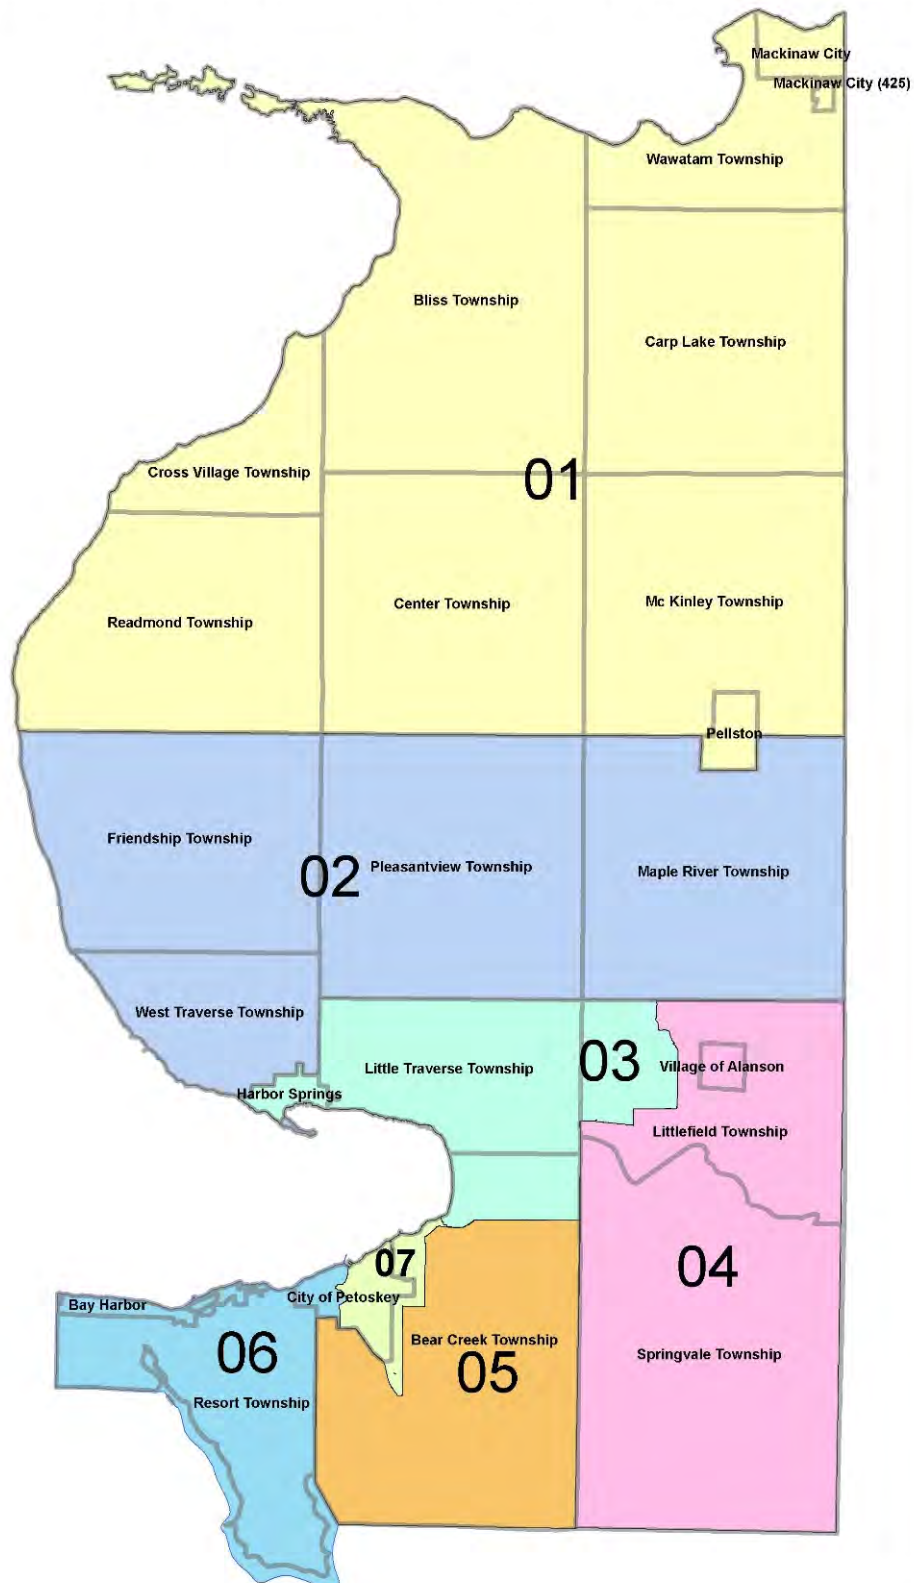 Mackinaw City
Mackinaw City (425)
Wawatam Township
Bliss Township
Carp Lake Township
Cross Village Township
01
Readmond Township
Center Township
Mc Kinley Township
Pellston
Friendship Township
02
Pleasantview Township
Maple River Township
West Traverse Township
Little Traverse Township
03
Village of Alanson
Harbor Springs
Littlefield Township
07
04
City of Petoskey
Bay Harbor
06
Bear Creek Township
05
Springvale Township
Resort Township